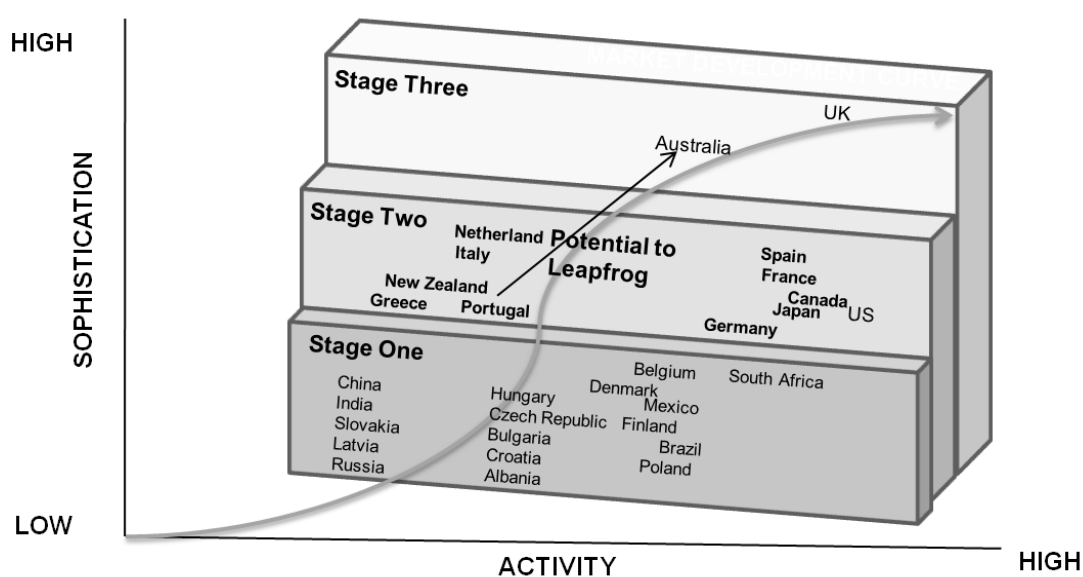 HIGH
MARKET DEVELOPMENT CURVE
Stage Three
UK
Australia
SOPHISTICATION
Stage Two
Netherland
Italy
Potential to
Leapfrog
Spain
France
New Zealand
Canada
Greece
Portugal
Japan
US
Germany
Stage One
China
India
Slovakia
Latvia
Russia
Hungary
Czech Republic
Bulgaria
Croatia
Albania
Belgium
Denmark
Mexico
Finland
Brazil
Poland
South Africa
LOW
ACTIVITY
HIGH